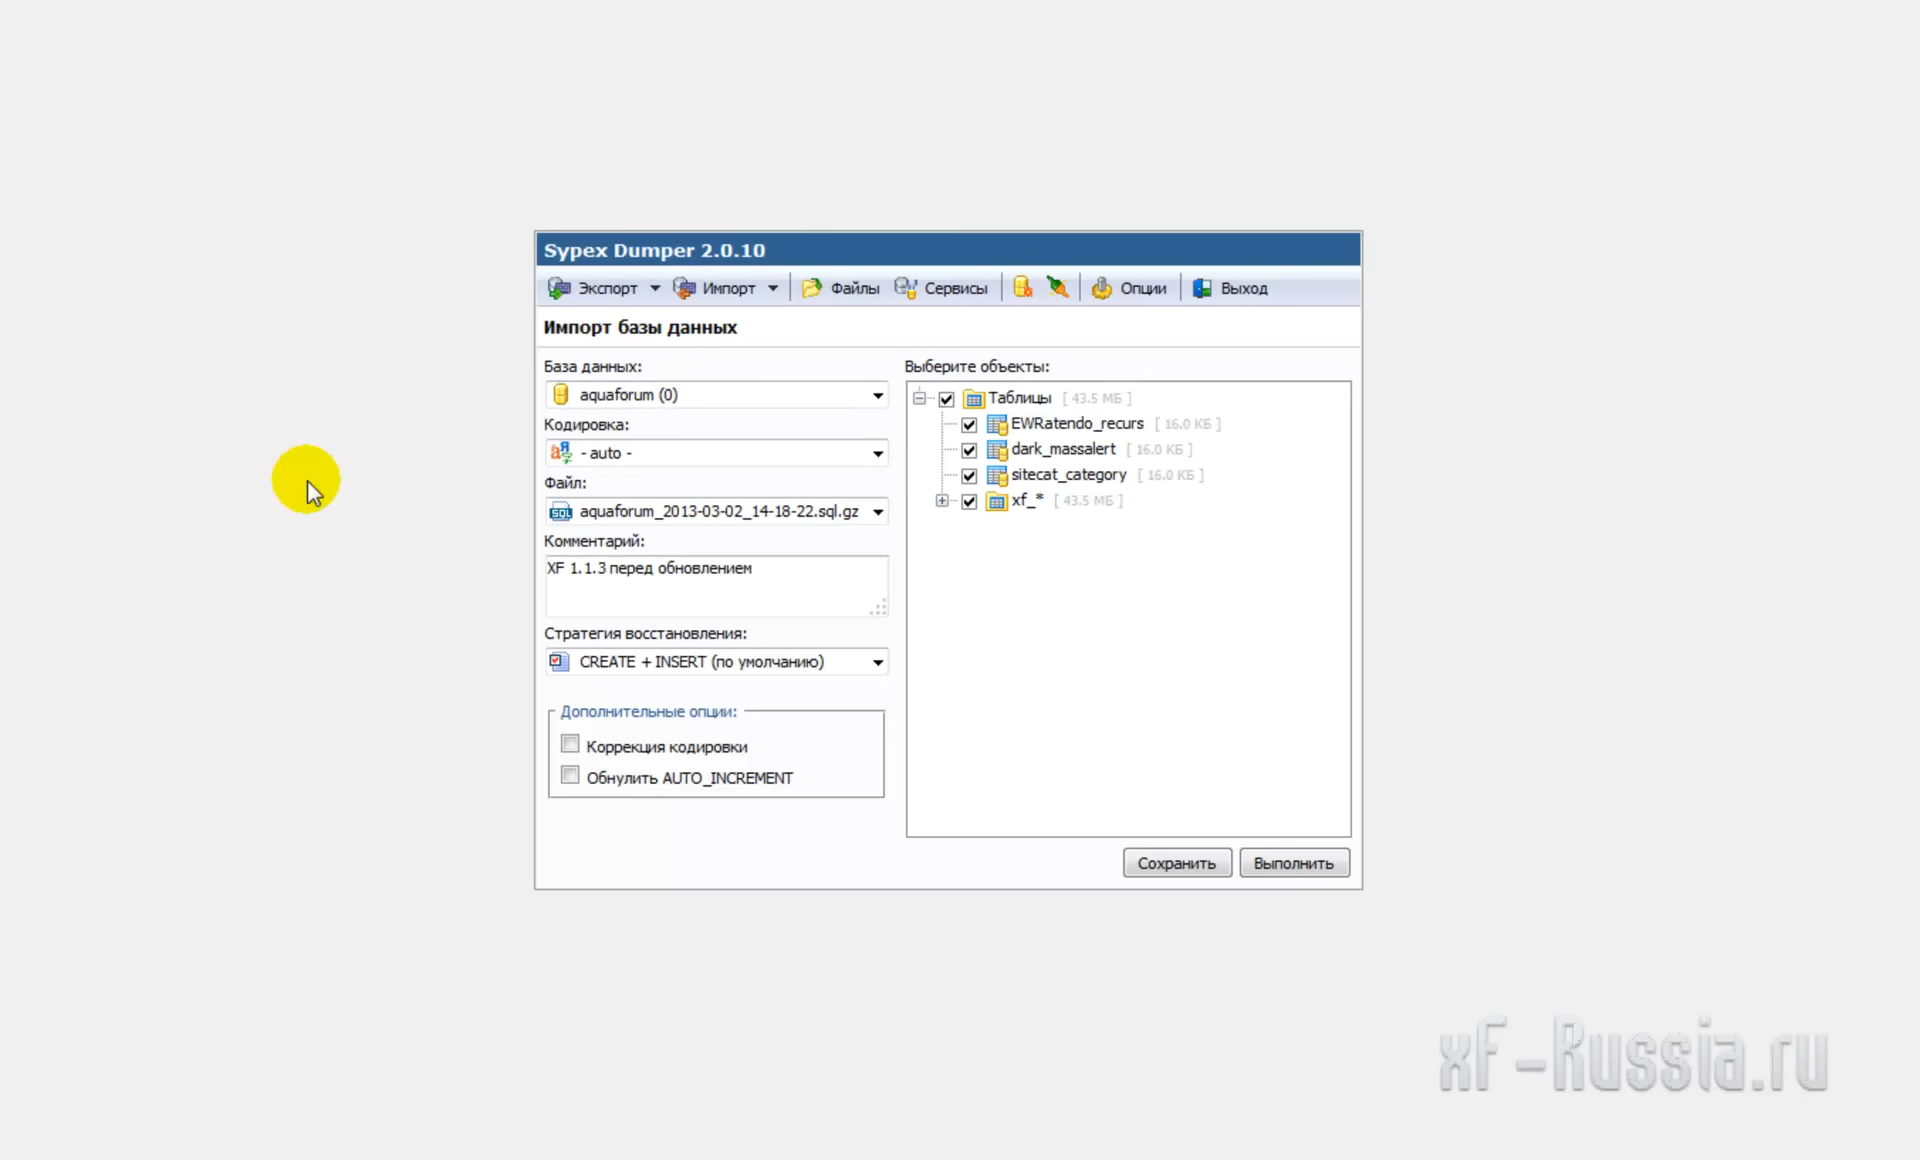 Sypex Dumper 2.0.10
Экспорт Импорт Файлы Сервисы Опции Выход
Импорт базы данных
База данных:
aquaforum (0)
Кодировка:
- auto -
Файл:
aquaforum_2013-03-02_14-18-22.sql.gz
Комментарий:
XF 1.1.3 перед обновлением
Стратегия восстановления:
CREATE + INSERT (по умолчанию)
Дополнительные опции:
Коррекция кодировки
Обнулить AUTO_INCREMENT
Выберите объекты:
Таблицы [ 43.5 МБ ]
EWRatendo_recurs [ 16.0 КБ ]
dark_massalert [ 16.0 КБ ]
sitecat_category [ 16.0 КБ ]
xf_* [ 43.5 МБ ]
Сохранить Выполнить
xF-Russia.ru